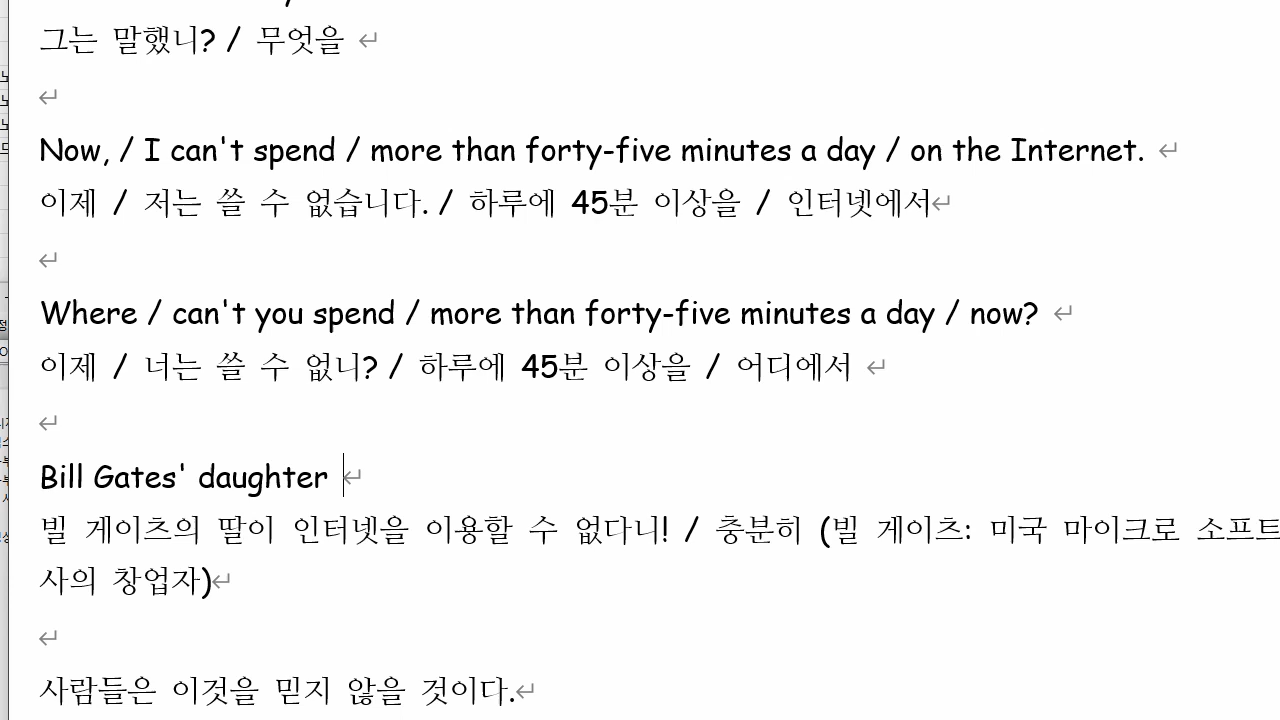 그는 말했니? / 무엇을
Now, / I can't spend / more than forty-five minutes a day / on the Internet.
이제 / 저는 쓸 수 없습니다. / 하루에 45분 이상을 / 인터넷에서
Where / can't you spend / more than forty-five minutes a day / now?
이제 / 너는 쓸 수 없니? / 하루에 45분 이상을 / 어디에서
Bill Gates' daughter
빌 게이츠의 딸이 인터넷을 이용할 수 없다니! / 충분히 (빌 게이츠: 미국 마이크로 소프트
사의 창업자)
사람들은 이것을 믿지 않을 것이다.